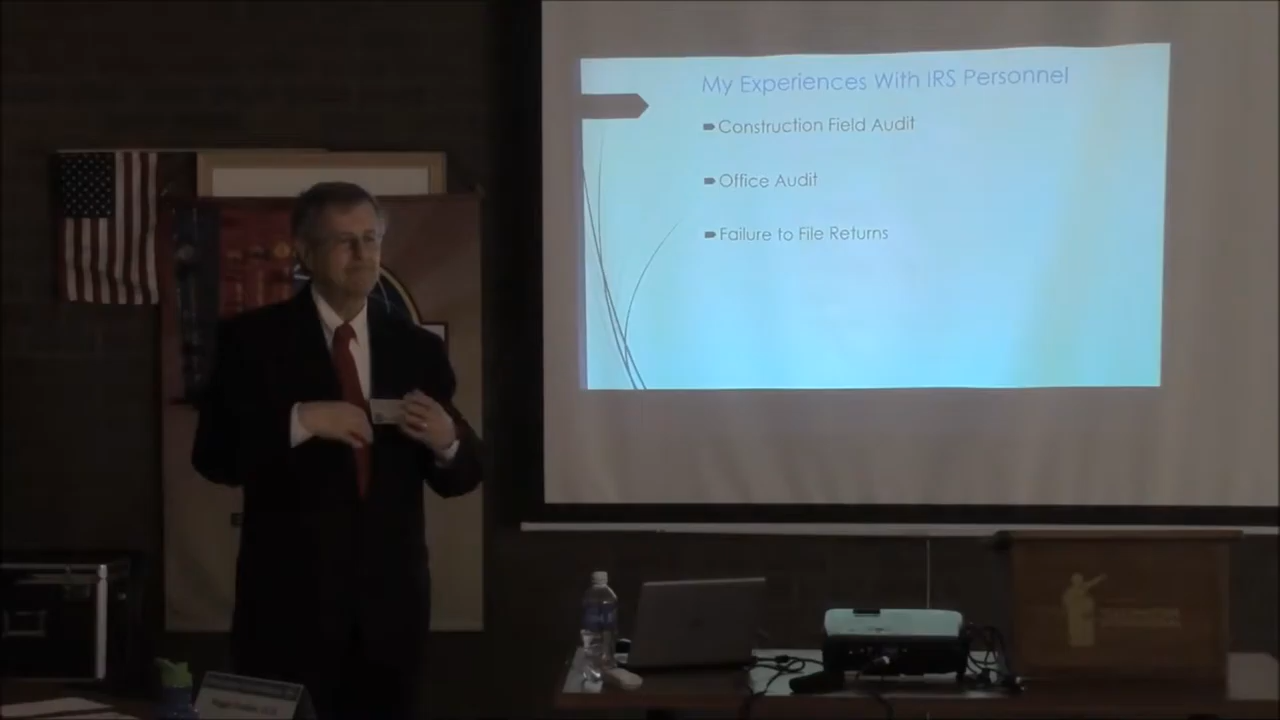 My Experiences With IRS Personnel
Construction Field Audit
Office Audit
Failure to File Returns